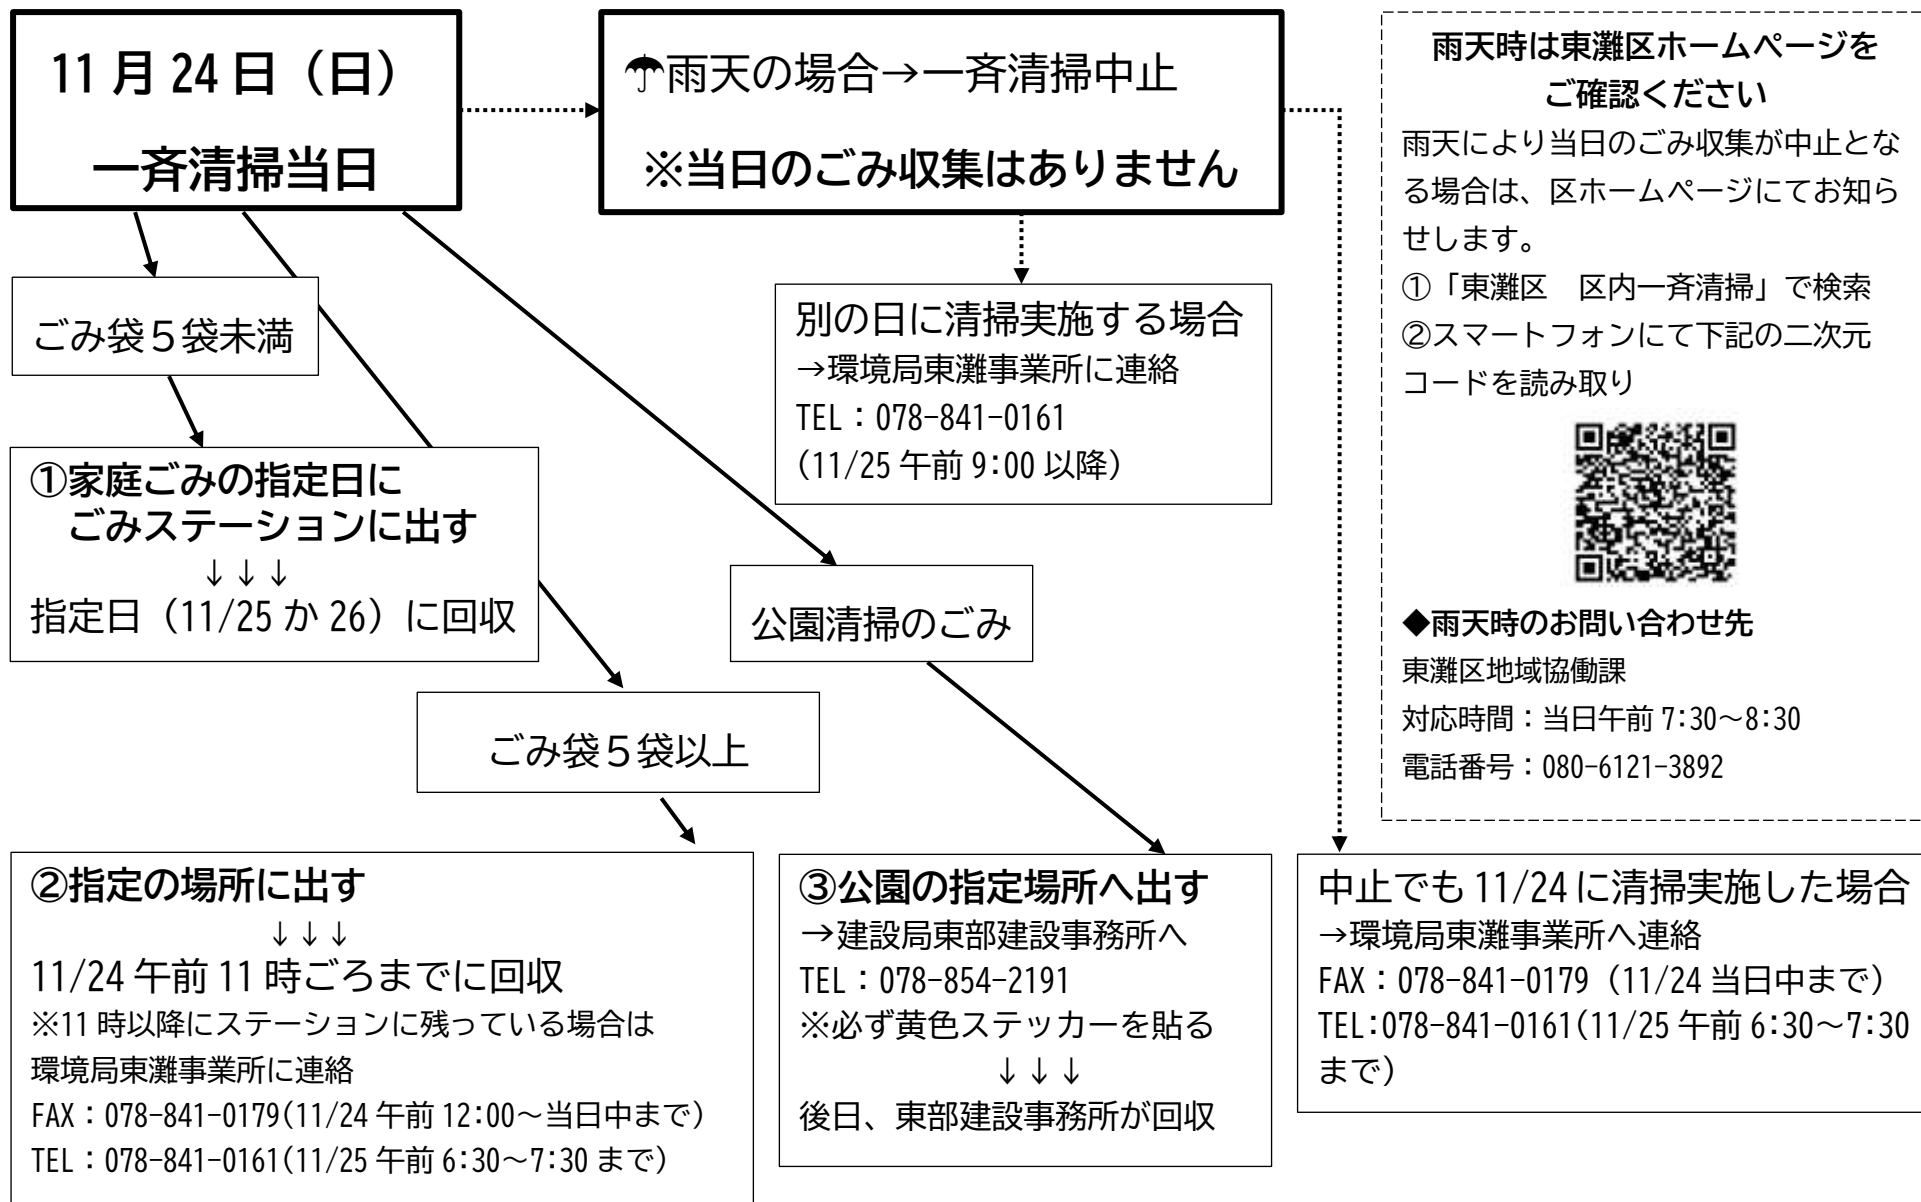 11月24日（日）
一斉清掃当日
☂雨天の場合→一斉清掃中止
※当日のごみ収集はありません
雨天時は東灘区ホームページを
ご確認ください
雨天により当日のごみ収集が中止とな
る場合は、区ホームページにてお知ら
せします。
①「東灘区　区内一斉清掃」で検索
②スマートフォンにて下記の二次元
コードを読み取り
◆雨天時のお問い合わせ先
東灘区地域協働課
対応時間：当日午前7:30～8:30
電話番号：080-6121-3892
ごみ袋５袋未満
別の日に清掃実施する場合
→環境局東灘事業所に連絡
TEL：078-841-0161
(11/25午前9:00以降)
①家庭ごみの指定日に
ごみステーションに出す
↓↓↓
指定日（11/25か26）に回収
公園清掃のごみ
ごみ袋５袋以上
②指定の場所に出す
↓↓↓
11/24午前11時ごろまでに回収
※11時以降にステーションに残っている場合は
環境局東灘事業所に連絡
FAX：078-841-0179(11/24午前12:00～当日中まで)
TEL：078-841-0161(11/25午前6:30～7:30まで)
③公園の指定場所へ出す
→建設局東部建設事務所へ
TEL：078-854-2191
※必ず黄色ステッカーを貼る
↓↓↓
後日、東部建設事務所が回収
中止でも11/24に清掃実施した場合
→環境局東灘事業所へ連絡
FAX：078-841-0179（11/24当日中まで）
TEL:078-841-0161(11/25午前6:30～7:30
まで)